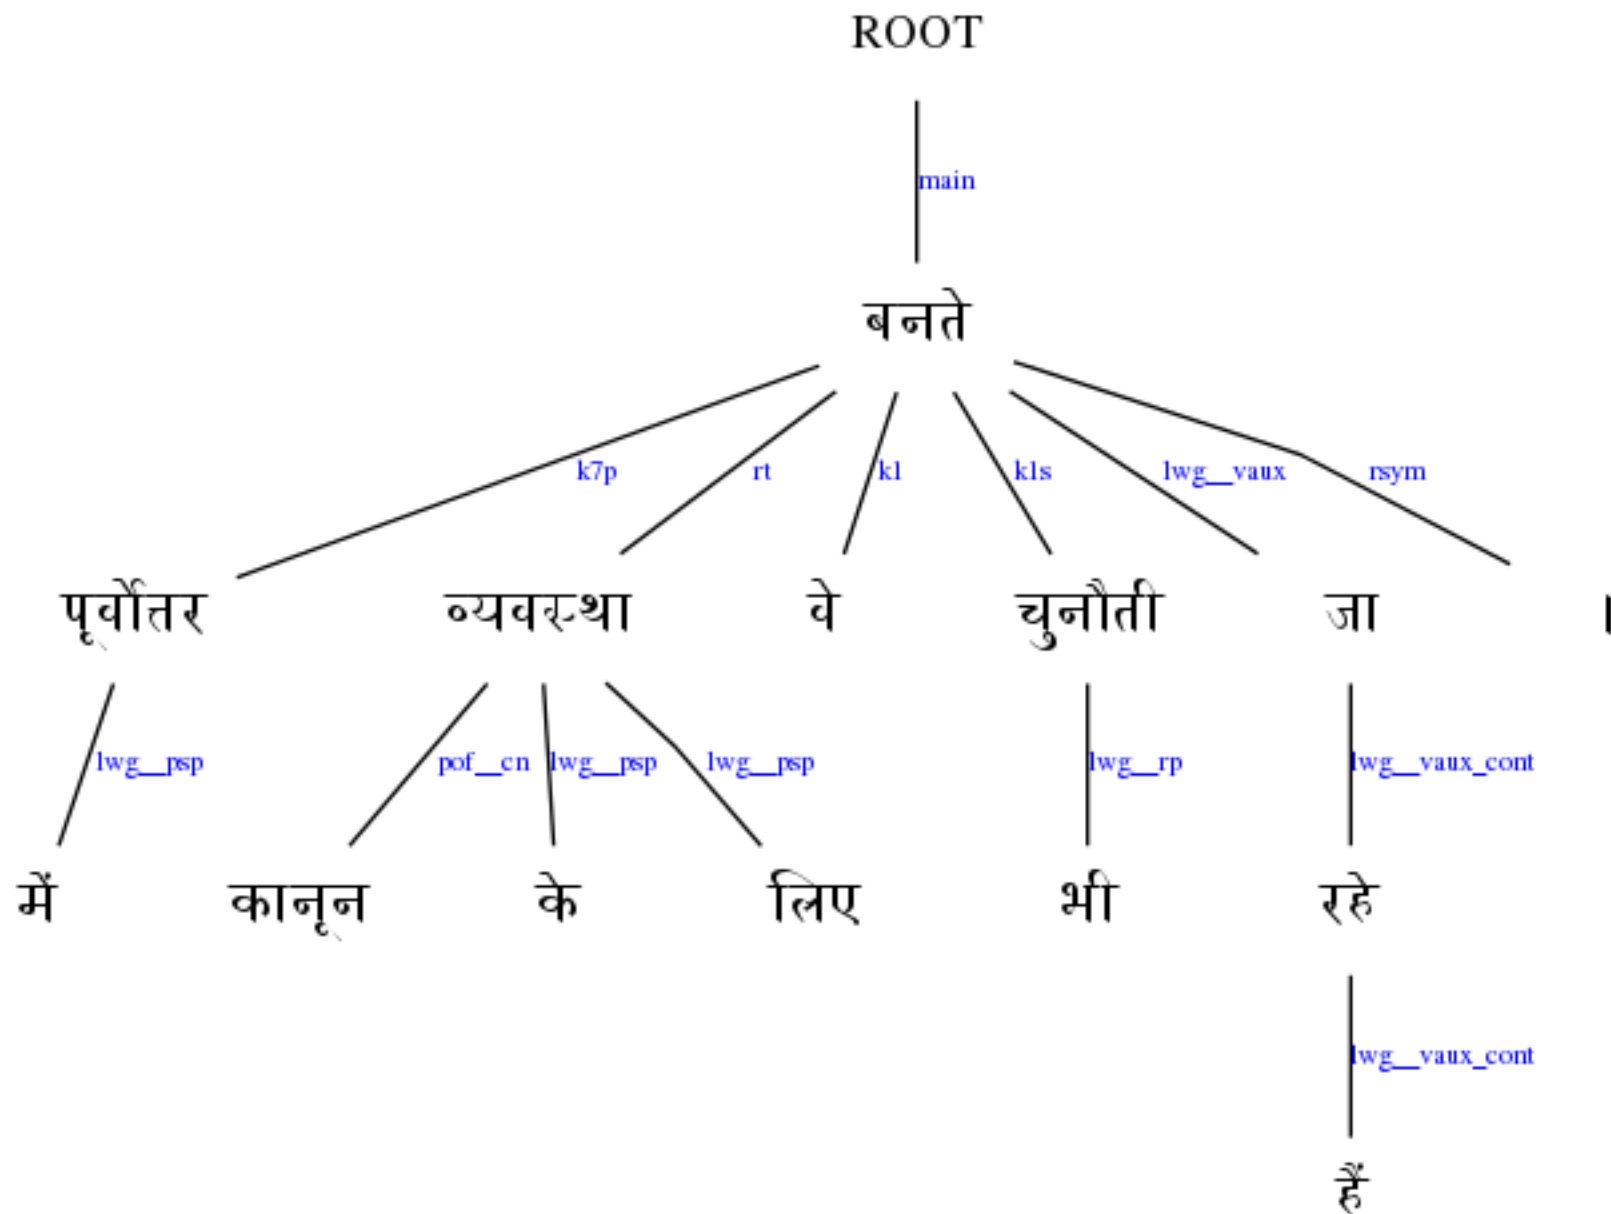 ROOT
main
बनते
k7p rt k1 k1s lwg__vaux rsym
पूर्वोत्तर व्यवस्था वे चुनौती जा ।
lwg__psp pof__cn lwg__psp lwg__psp lwg__rp lwg__vaux_cont
में कानून के लिए भी रहे
lwg__vaux_cont
हैं